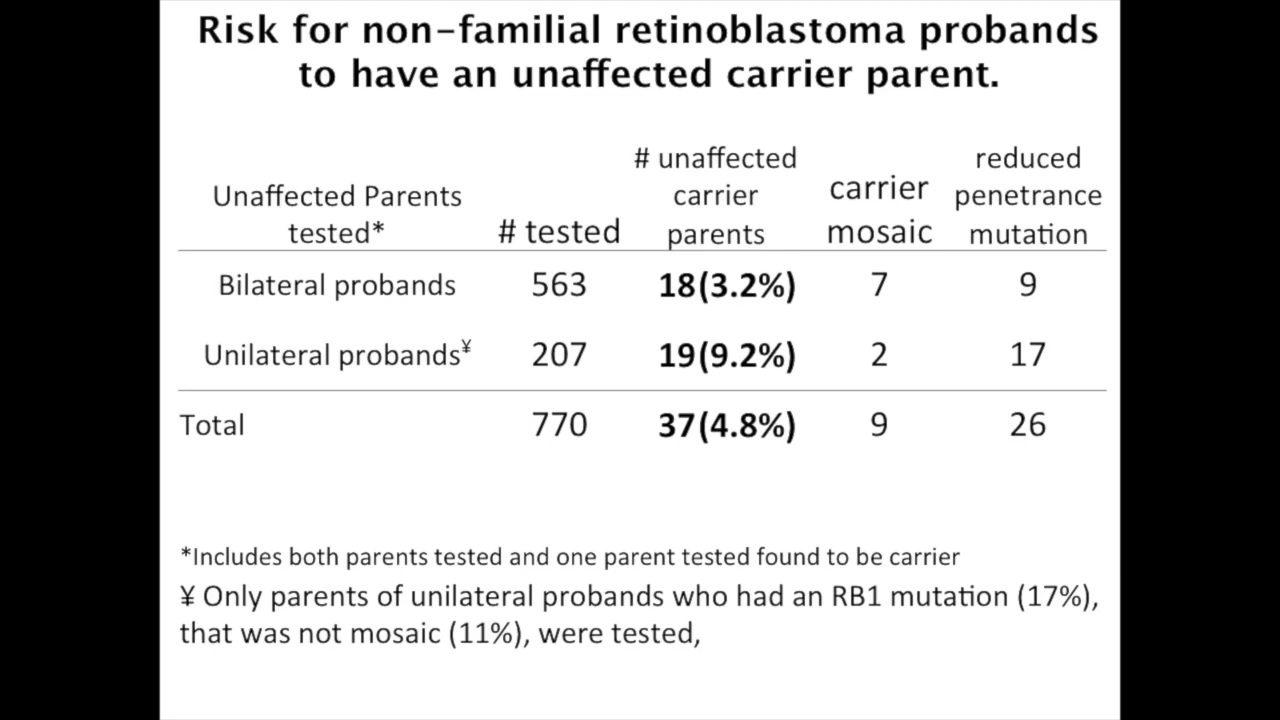 Risk for non-familial retinoblastoma probands
to have an unaffected carrier parent.
Unaffected Parents tested* # tested # unaffected carrier parents carrier mosaic reduced penetrance mutation
Bilateral probands 563 18(3.2%) 7 9
Unilateral probands¥ 207 19(9.2%) 2 17
Total 770 37(4.8%) 9 26
*Includes both parents tested and one parent tested found to be carrier
¥ Only parents of unilateral probands who had an RB1 mutation (17%),
that was not mosaic (11%), were tested,